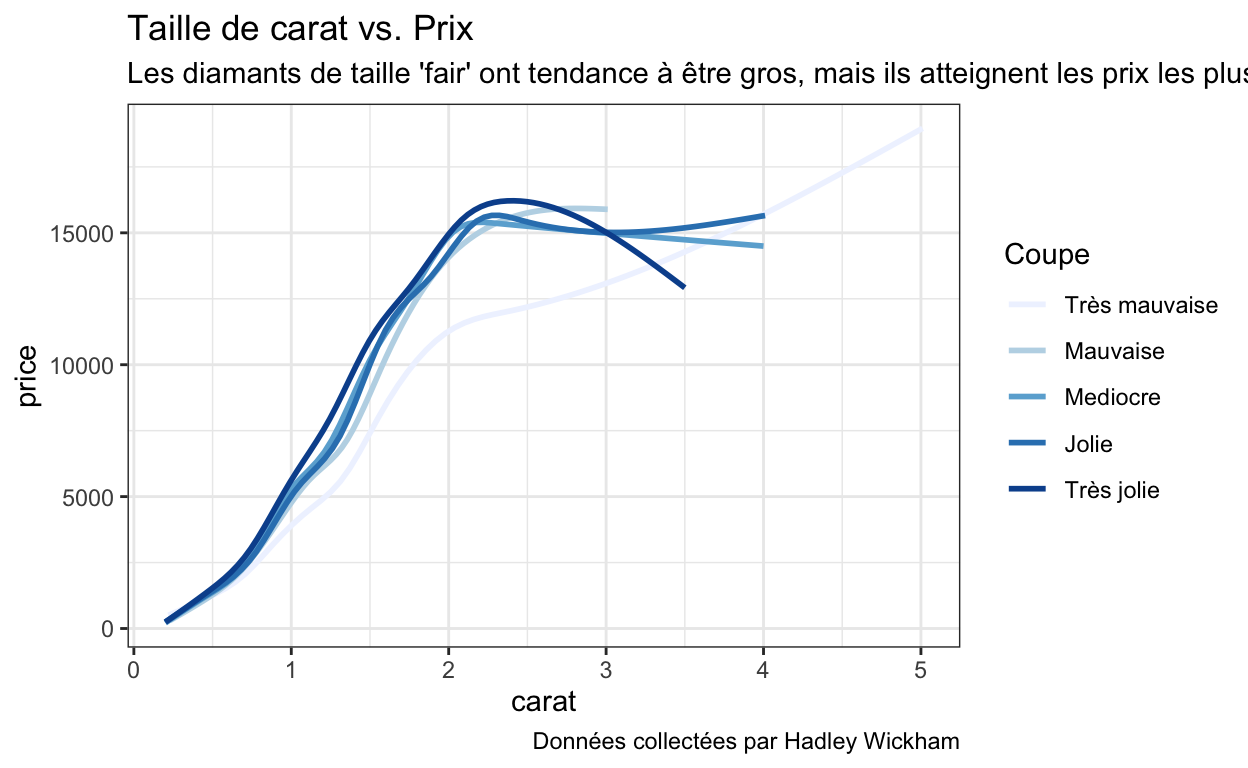 Taille de carat vs. Prix
Les diamants de taille 'fair' ont tendance à être gros, mais ils atteignent les prix les plus
15000
10000
5000
0
price
0 1 2 3 4 5
carat
Coupe
Très mauvaise
Mauvaise
Mediocre
Jolie
Très jolie
Données collectées par Hadley Wickham